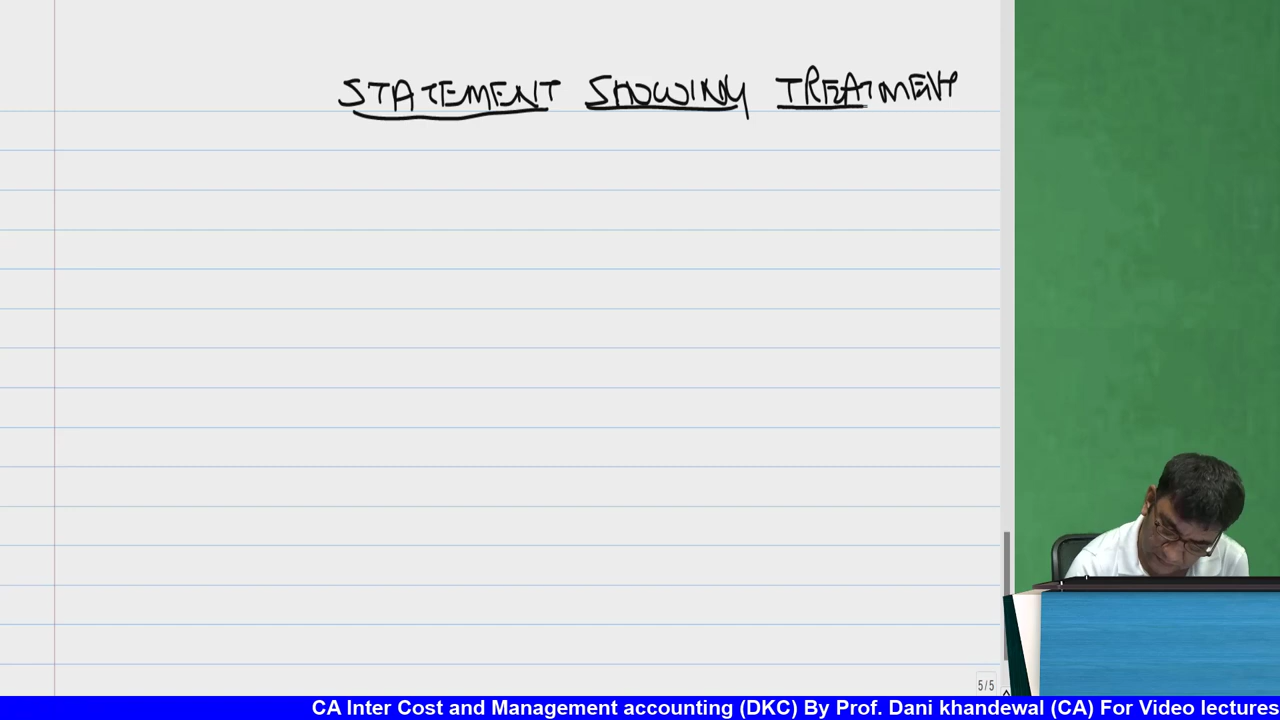 STATEMENT SHOWING TREATMENT
5/5
CA Inter Cost and Management accounting (DKC) By Prof. Dani khandewal (CA) For Video lectures